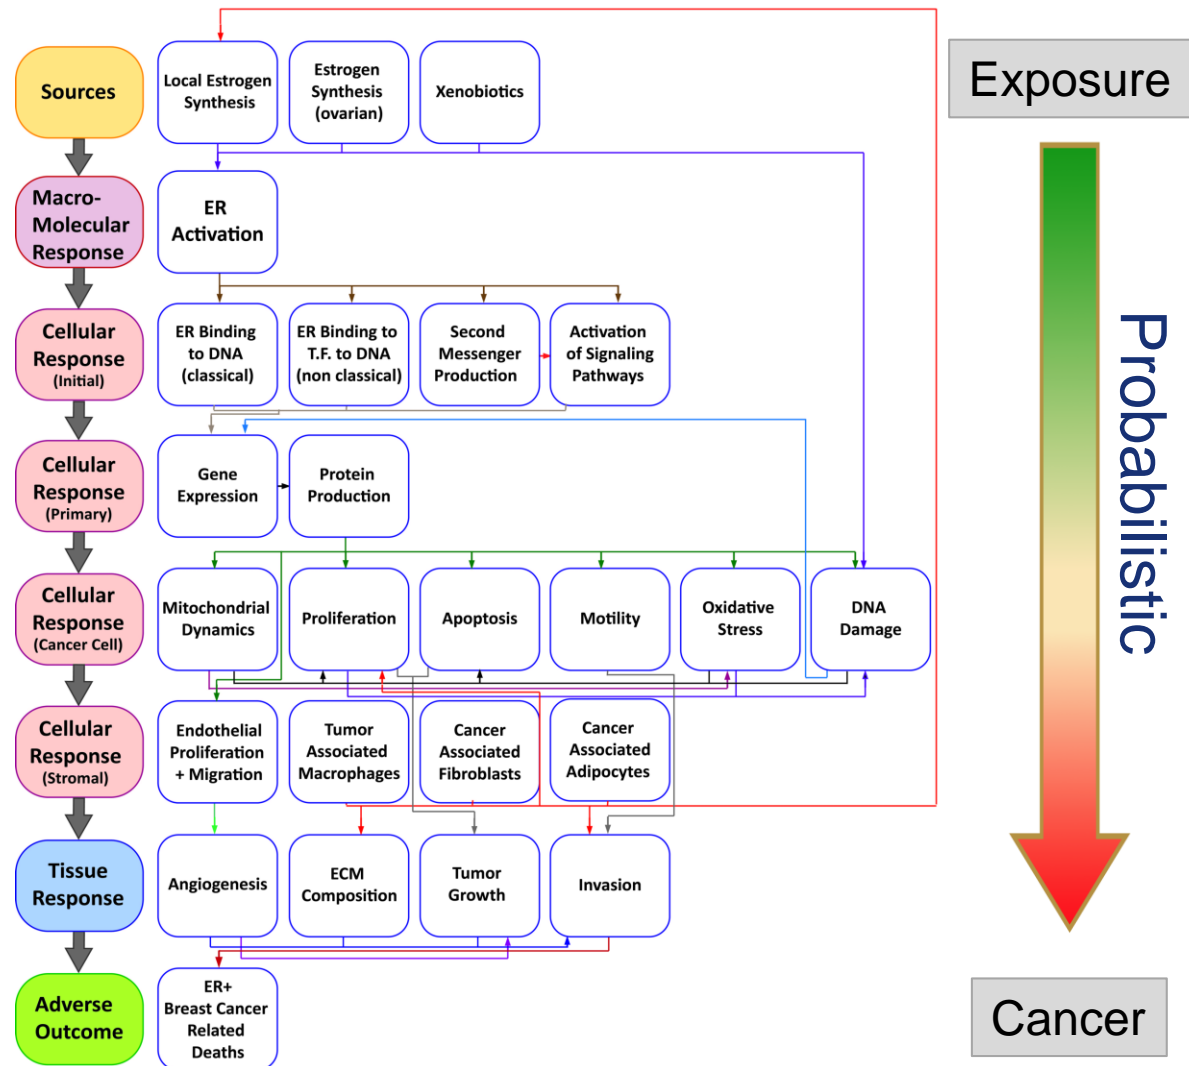 Sources
Local Estrogen
Synthesis
Estrogen
Synthesis
(ovarian)
Xenobiotics
Exposure
Macro-
Molecular
Response
ER
Activation
Cellular
Response
(Initial)
ER Binding
to DNA
(classical)
ER Binding to
T.F. to DNA
(non classical)
Second
Messenger
Production
Activation
of Signaling
Pathways
Probabilistic
Cellular
Response
(Primary)
Gene
Expression
Protein
Production
Cellular
Response
(Cancer Cell)
Mitochondrial
Dynamics
Proliferation
Apoptosis
Motility
Oxidative
Stress
DNA
Damage
Cellular
Response
(Stromal)
Endothelial
Proliferation
+ Migration
Tumor
Associated
Macrophages
Cancer
Associated
Fibroblasts
Cancer
Associated
Adipocytes
Tissue
Response
Angiogenesis
ECM
Composition
Tumor
Growth
Invasion
Adverse
Outcome
ER+
Breast Cancer
Related
Deaths
Cancer